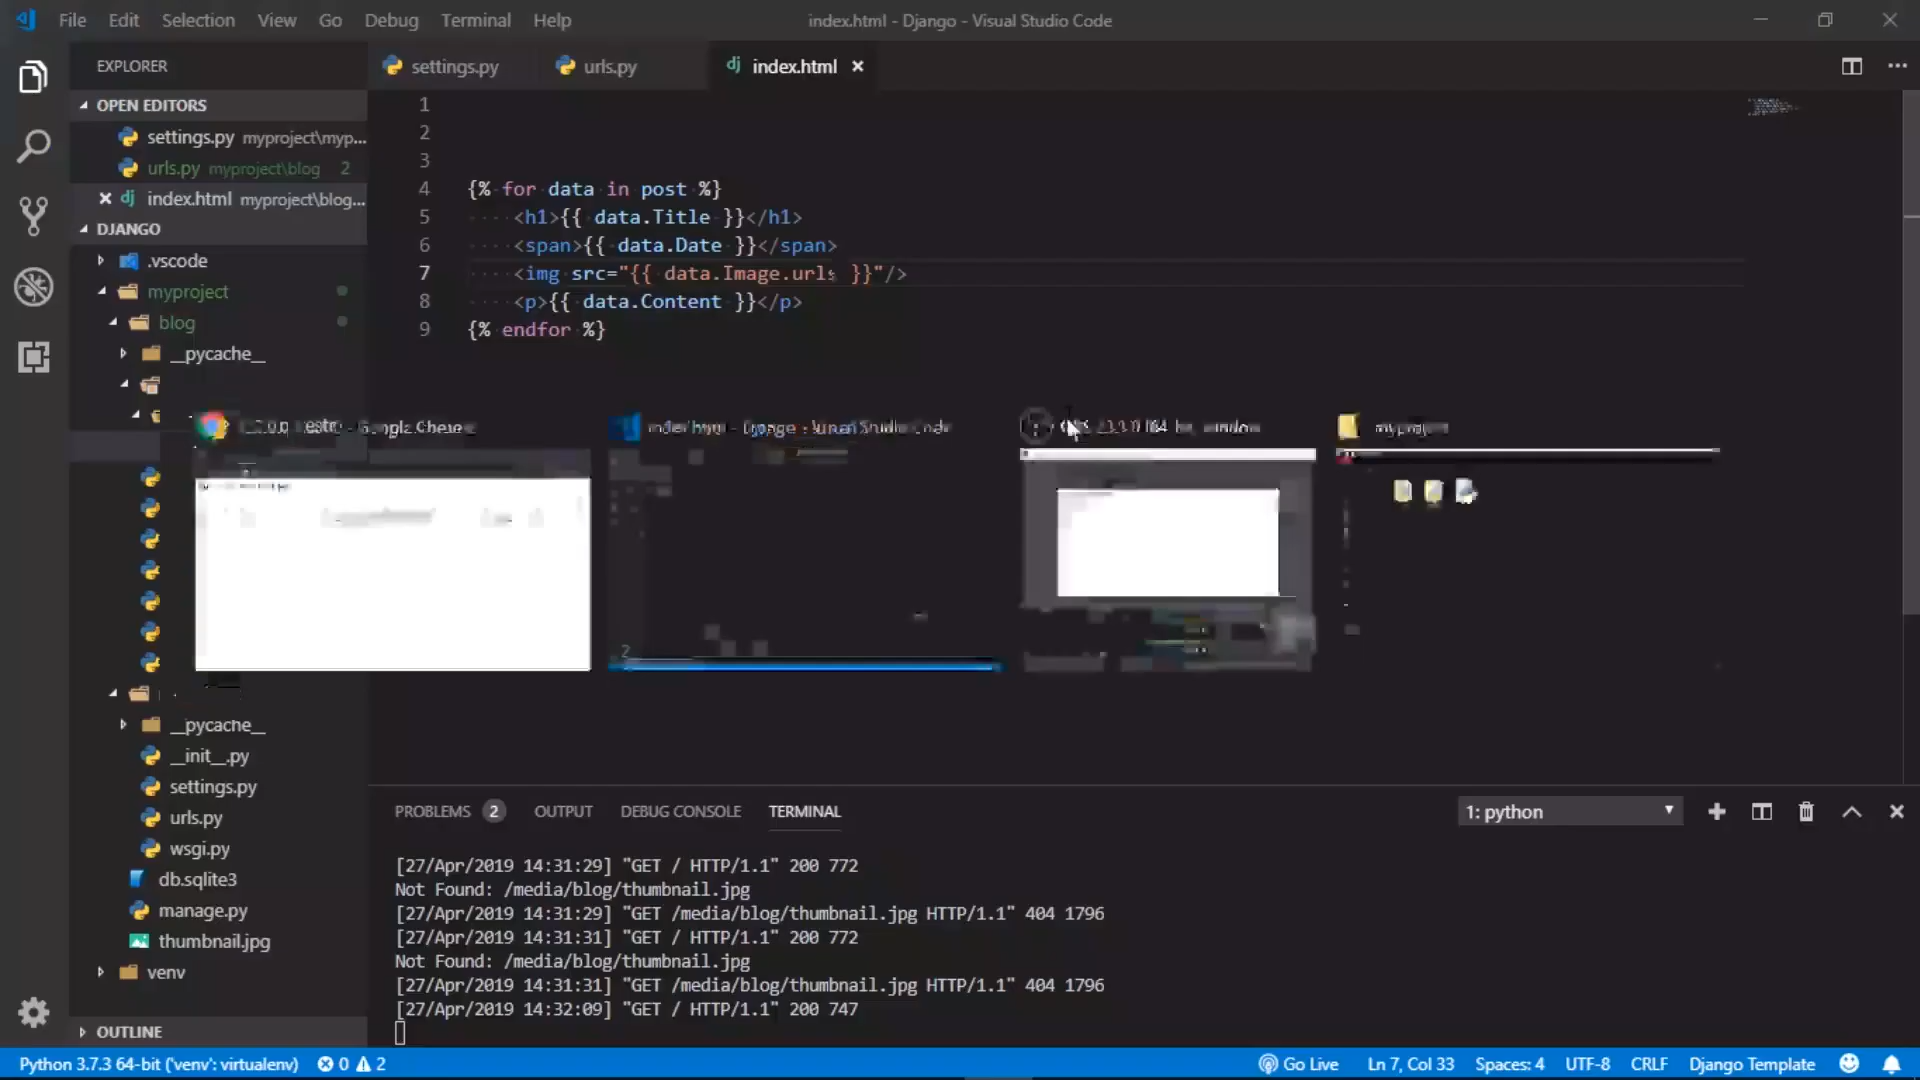 File Edit Selection View Go Debug Terminal Help
index.html - Django - Visual Studio Code
EXPLORER
settings.py
urls.py
index.html
OPEN EDITORS
settings.py myproject\myp...
urls.py myproject\blog 2
index.html myproject\blog...
DJANGO
.vscode
myproject
blog
__pycache__
__pycache__
__init__.py
settings.py
urls.py
wsgi.py
db.sqlite3
manage.py
thumbnail.jpg
venv
OUTLINE
1
2
3
4 {% for data in post %}
5 <h1>{{ data.Title }}</h1>
6 <span>{{ data.Date }}</span>
7 <img src="{{ data.Image.urls }}"/>
8 <p>{{ data.Content }}</p>
9 {% endfor %}
Google Chrome
Visual Studio Code
myproject
PROBLEMS 2 OUTPUT DEBUG CONSOLE TERMINAL
1: python
[27/Apr/2019 14:31:29] "GET / HTTP/1.1" 200 772
Not Found: /media/blog/thumbnail.jpg
[27/Apr/2019 14:31:29] "GET /media/blog/thumbnail.jpg HTTP/1.1" 404 1796
[27/Apr/2019 14:31:31] "GET / HTTP/1.1" 200 772
Not Found: /media/blog/thumbnail.jpg
[27/Apr/2019 14:31:31] "GET /media/blog/thumbnail.jpg HTTP/1.1" 404 1796
[27/Apr/2019 14:32:09] "GET / HTTP/1.1" 200 747
Python 3.7.3 64-bit ('venv': virtualenv) 0 2
Go Live Ln 7, Col 33 Spaces: 4 UTF-8 CRLF Django Template